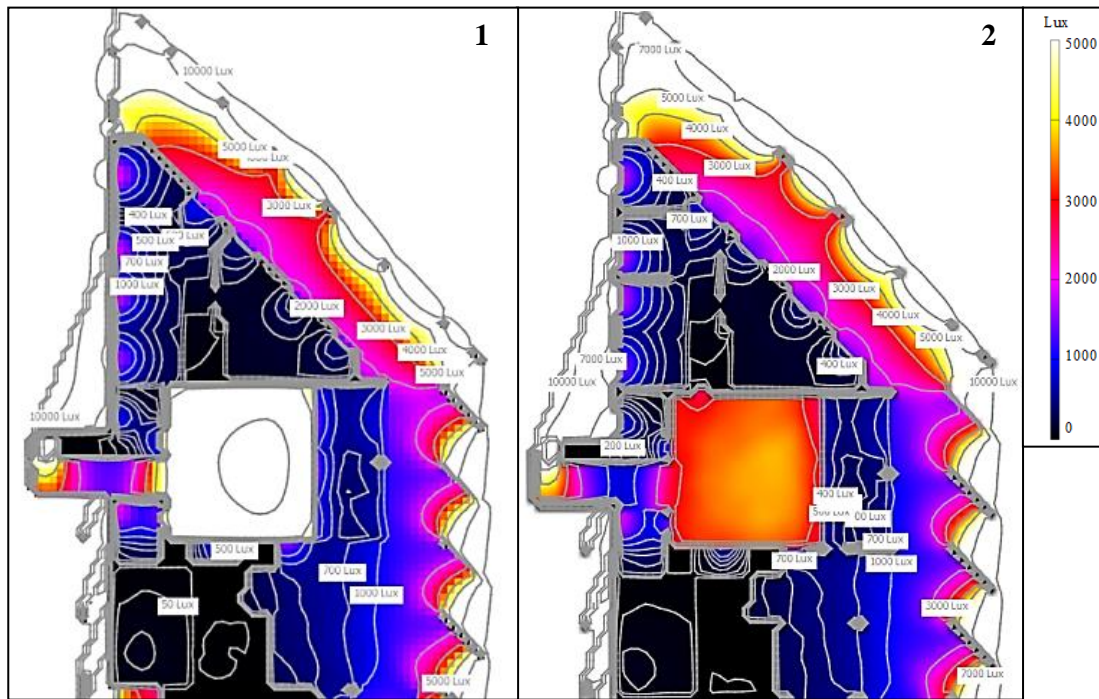 1
10000 Lux
5000 Lux
3000 Lux
400 Lux
500 Lux
700 Lux
1000 Lux
2000 Lux
3000 Lux
4000 Lux
5000 Lux
10000 Lux
500 Lux
700 Lux
1000 Lux
50 Lux
5000 Lux
2
7000 Lux
5000 Lux
4000 Lux
3000 Lux
400 Lux
700 Lux
1000 Lux
2000 Lux
3000 Lux
4000 Lux
5000 Lux
7000 Lux
400 Lux
10000 Lux
10000 Lux
200 Lux
400 Lux
700 Lux
700 Lux
1000 Lux
3000 Lux
7000 Lux
Lux
5000
4000
3000
2000
1000
0